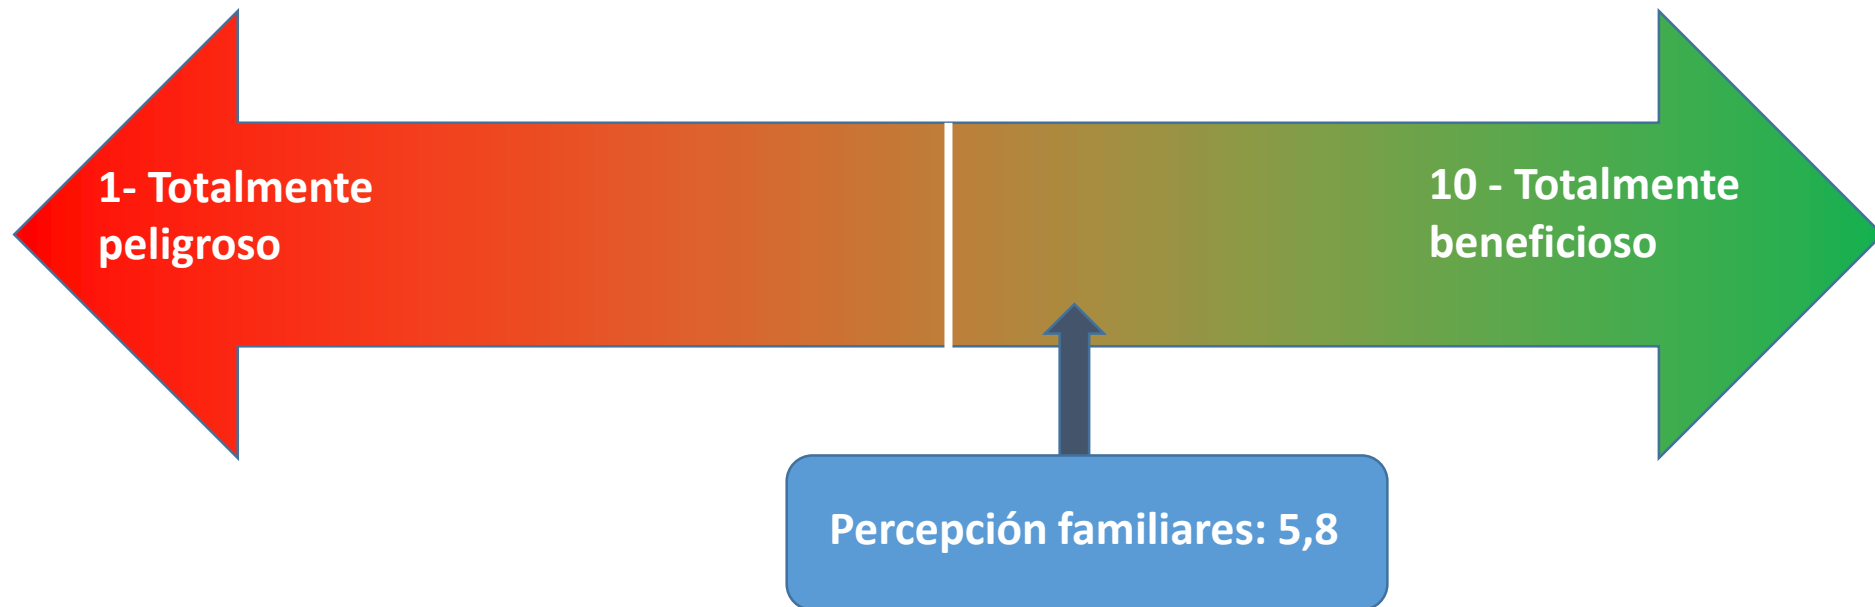 1- Totalmente
peligroso
10 - Totalmente
beneficioso
Percepción familiares: 5,8